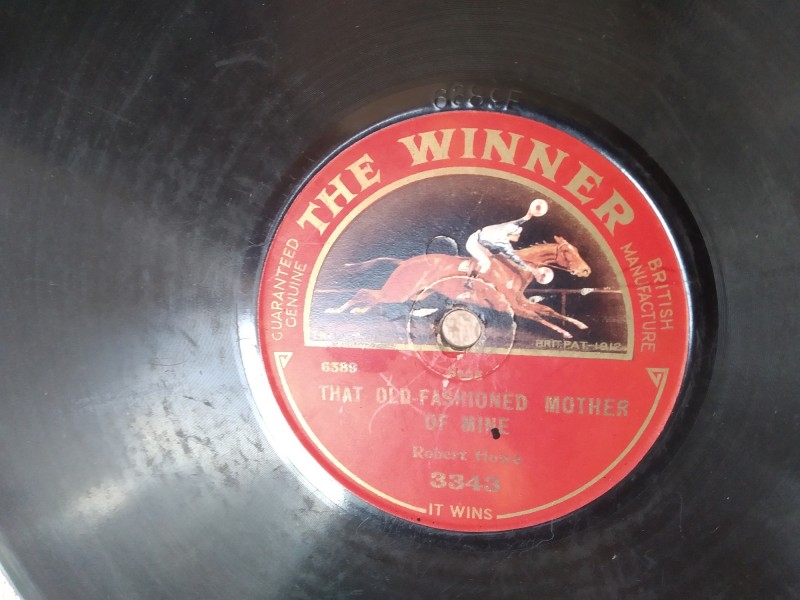 THE WINNER
GUARANTEED
GENUINE
BRITISH
MANUFACTURE
BRIT. PAT-1912
6389
THAT OLD-FASHIONED MOTHER
OF MINE
Robert Howe
3343
IT WINS